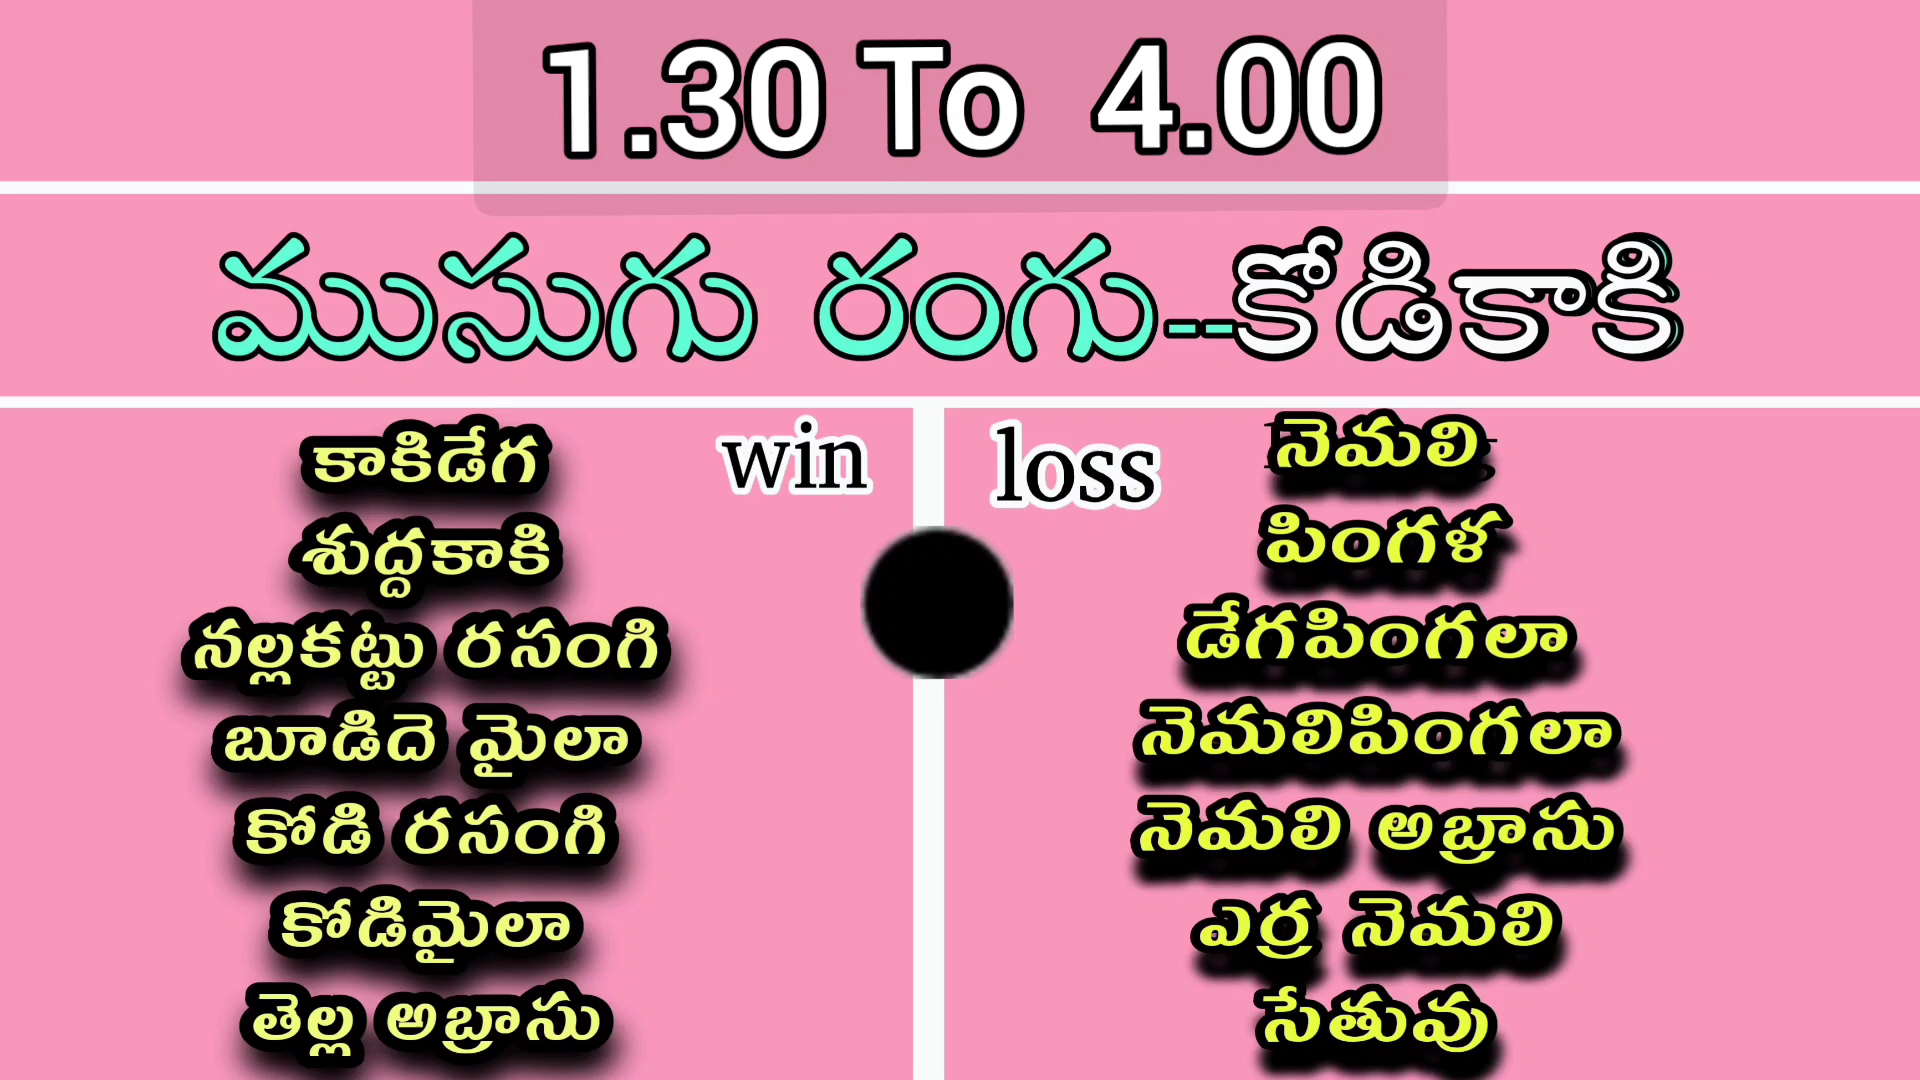 1.30 To 4.00
ముసుగు రంగు--కోడికాకి
win
కాకిడేగ
శుద్దకాకి
నల్లకట్టు రసంగి
బూడిదె మైలా
కోడి రసంగి
కోడిమైలా
తెల్ల అబ్రాసు
loss
నెమలి
పింగళ
డేగపింగలా
నెమలిపింగలా
నెమలి అబ్రాసు
ఎర్ర నెమలి
సేతువు